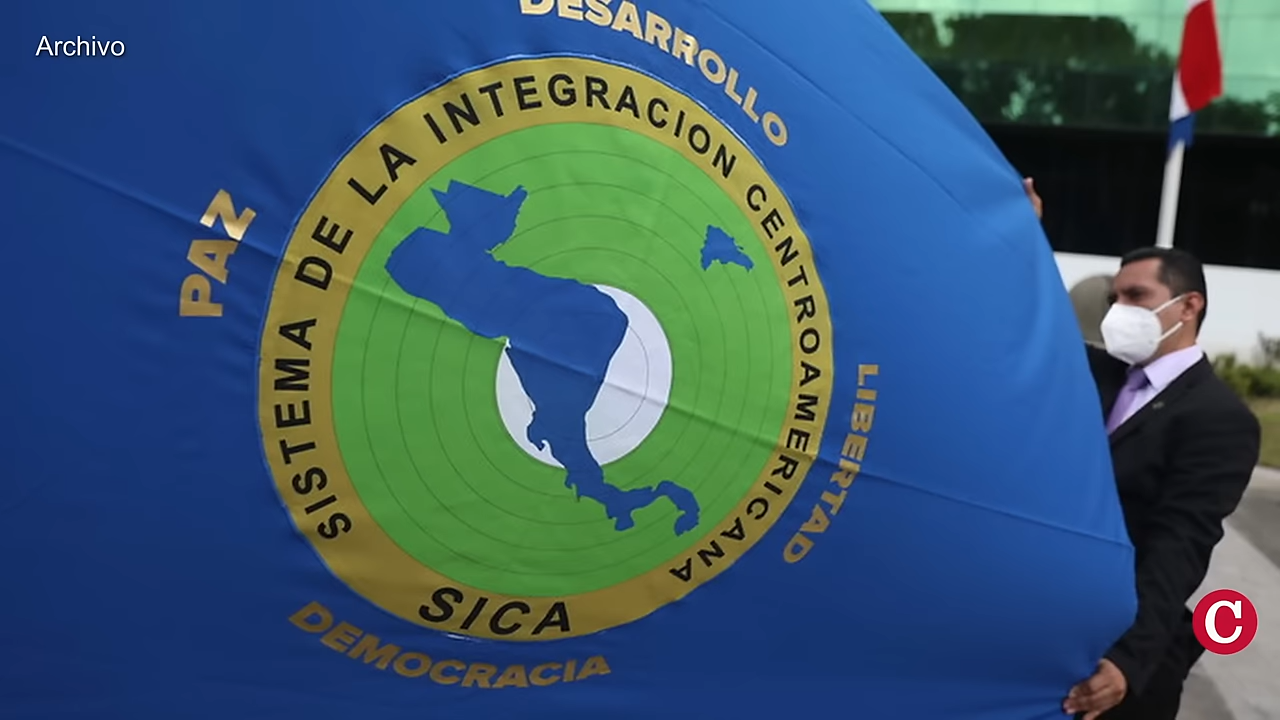 Archivo
DESARROLLO
SISTEMA DE LA INTEGRACION CENTROAMERICANA
PAZ
LIBERTAD
SICA
DEMOCRACIA
C